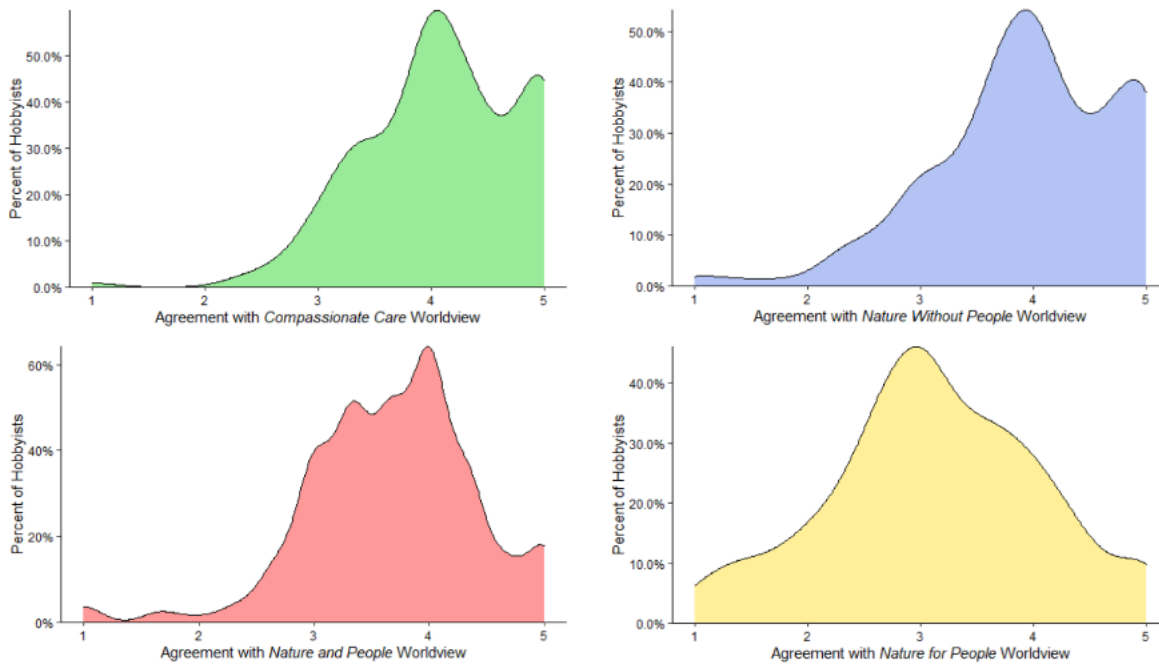 Percent of Hobbyists
50.0%
40.0%
30.0%
20.0%
10.0%
0.0%
1 2 3 4 5
Agreement with Compassionate Care Worldview
Percent of Hobbyists
50.0%
40.0%
30.0%
20.0%
10.0%
0.0%
1 2 3 4 5
Agreement with Nature Without People Worldview
Percent of Hobbyists
60%
40%
20%
0%
1 2 3 4 5
Agreement with Nature and People Worldview
Percent of Hobbyists
40.0%
30.0%
20.0%
10.0%
0.0%
1 2 3 4 5
Agreement with Nature for People Worldview